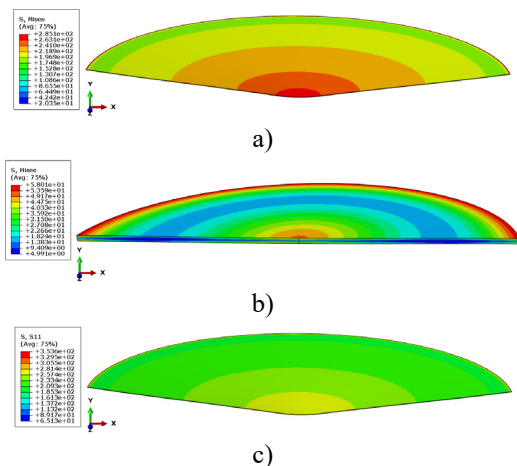 S, Mises
(Avg: 75%)
+2.851e+02
+2.631e+02
+2.410e+02
+2.189e+02
+1.969e+02
+1.748e+02
+1.528e+02
+1.307e+02
+1.086e+02
+8.655e+01
+6.449e+01
+4.242e+01
+2.035e+01
Y
Z X
a)
S, Mises
(Avg: 75%)
+5.801e+01
+5.359e+01
+4.917e+01
+4.475e+01
+4.033e+01
+3.592e+01
+3.150e+01
+2.708e+01
+2.266e+01
+1.824e+01
+1.383e+01
+9.409e+00
+4.991e+00
Y
Z X
b)
S, S11
(Avg: 75%)
+3.536e+02
+3.295e+02
+3.055e+02
+2.814e+02
+2.574e+02
+2.334e+02
+2.093e+02
+1.853e+02
+1.613e+02
+1.372e+02
+1.132e+02
+8.917e+01
+6.513e+01
Y
Z X
c)